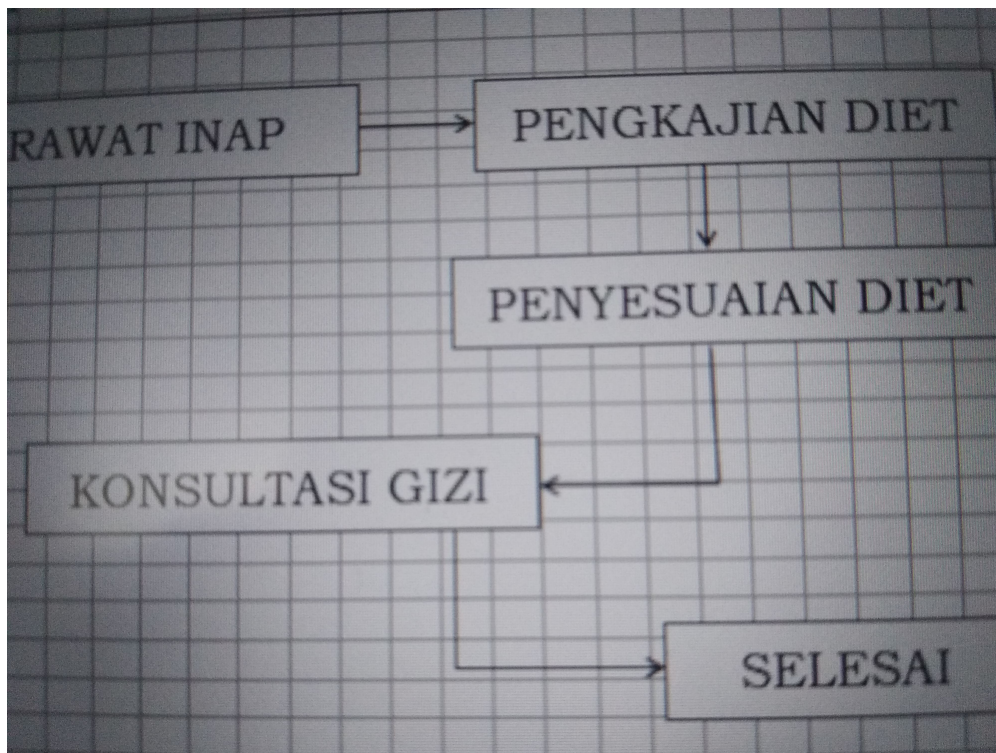 RAWAT INAP
PENGKAJIAN DIET
PENYESUAIAN DIET
KONSULTASI GIZI
SELESAI